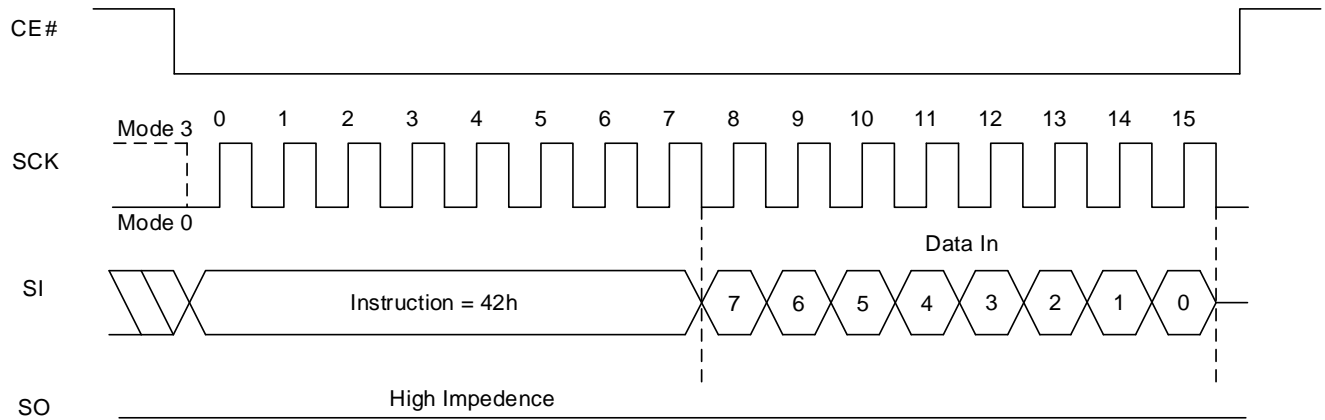 CE#
Mode 3
0 1 2 3 4 5 6 7 8 9 10 11 12 13 14 15
SCK
Mode 0
Data In
SI
Instruction = 42h
7 6 5 4 3 2 1 0
High Impedence
SO